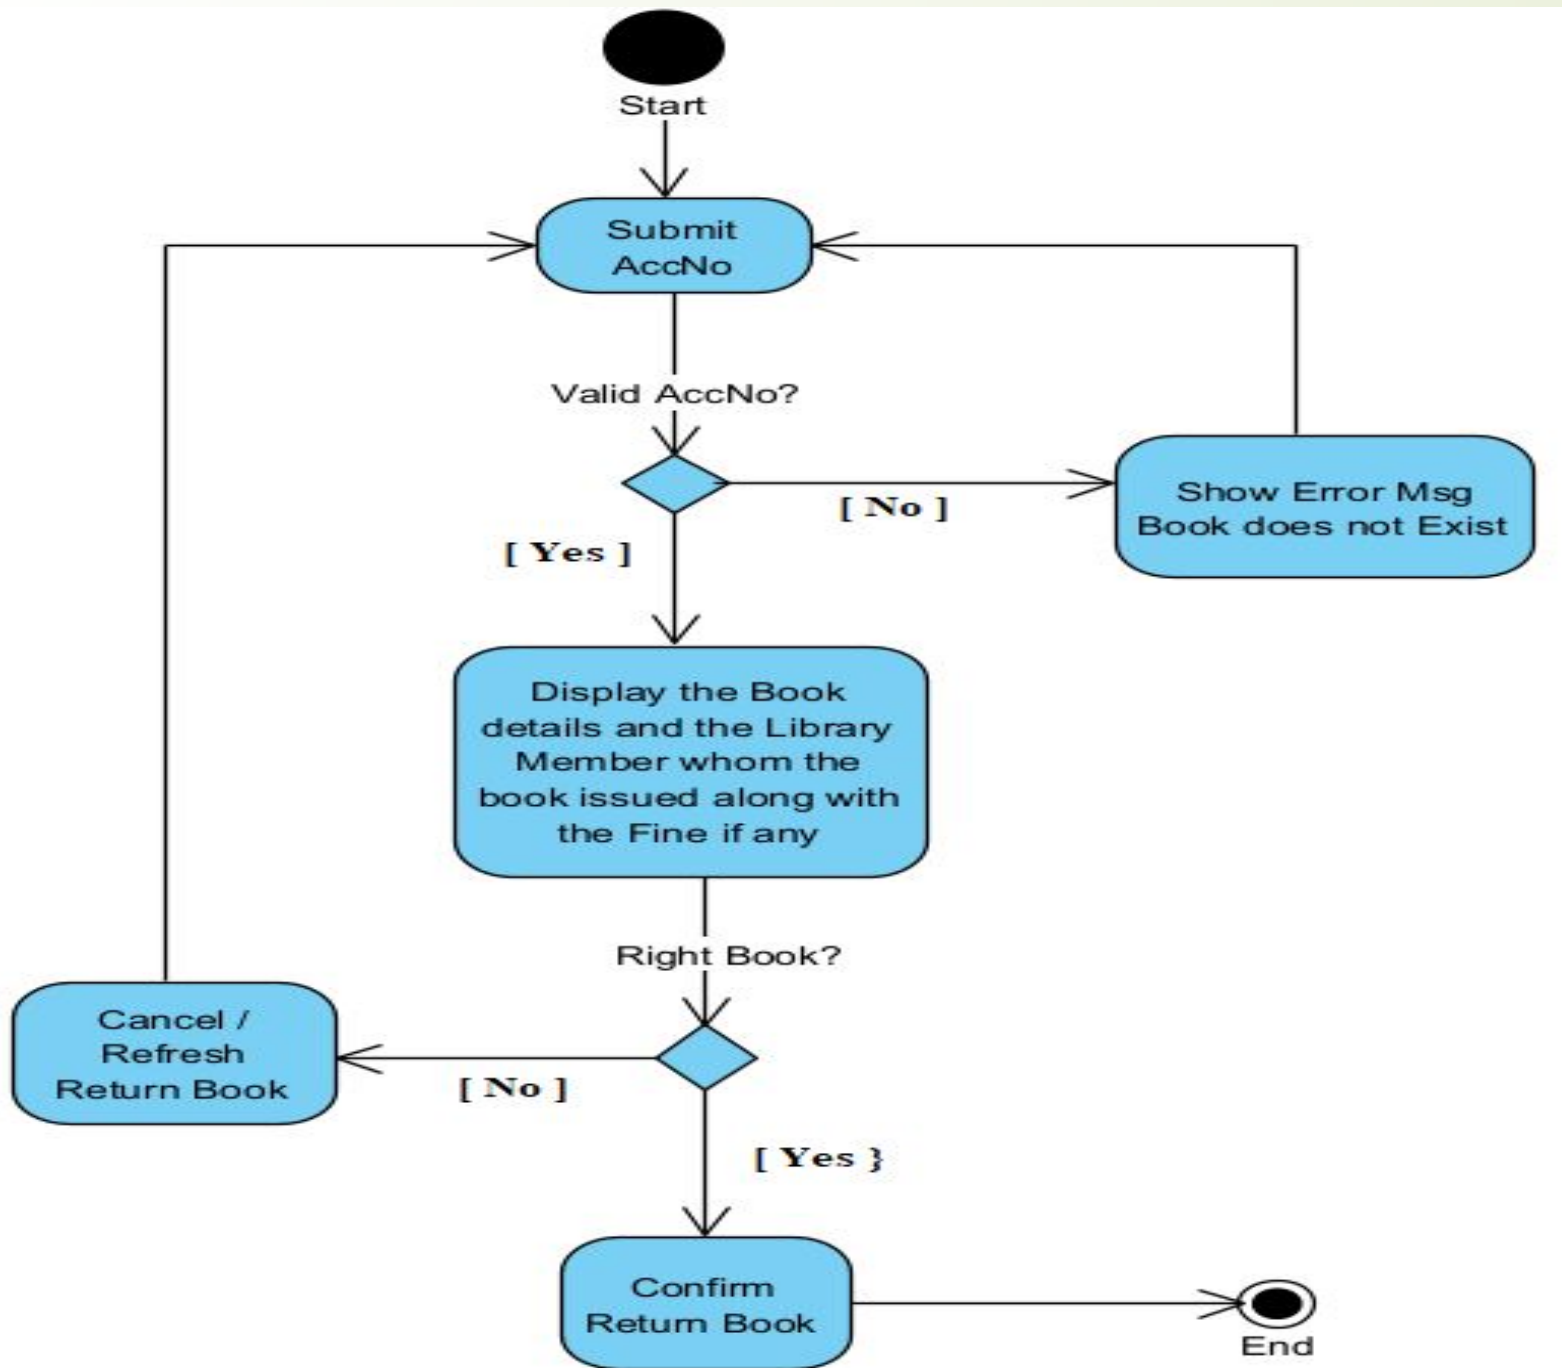 Start
Submit
AccNo
Valid AccNo?
[ No ]
Show Error Msg
Book does not Exist
[ Yes ]
Display the Book
details and the Library
Member whom the
book issued along with
the Fine if any
Right Book?
Cancel /
Refresh
Return Book
[ No ]
[ Yes }
Confirm
Return Book
End